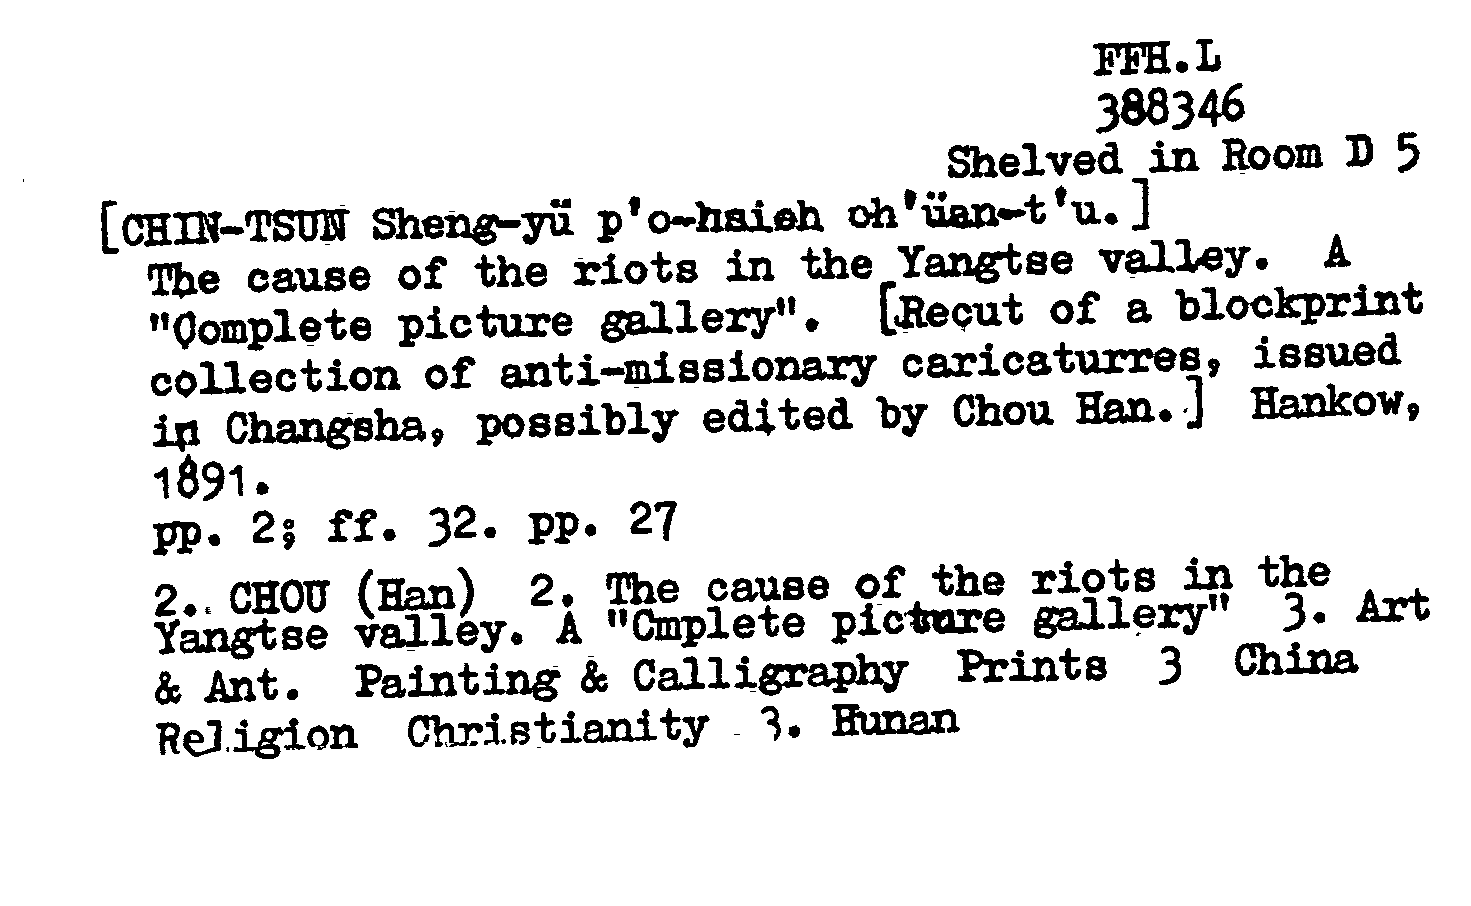 FFH.L
388346
Shelved in Room D 5
[CHIN-TSUN Sheng-yü p'o-hsieh ch'üan-t'u.]
The cause of the riots in the Yangtse valley. A
"Complete picture gallery". [Recut of a blockprint
collection of anti-missionary caricaturres, issued
in Changsha, possibly edited by Chou Han.] Hankow,
1891.
pp. 2; ff. 32. pp. 27
2. CHOU (Han) 2. The cause of the riots in the
Yangtse valley. A "Cmplete picture gallery" 3. Art
& Ant. Painting & Calligraphy Prints 3 China
Religion Christianity 3. Hunan